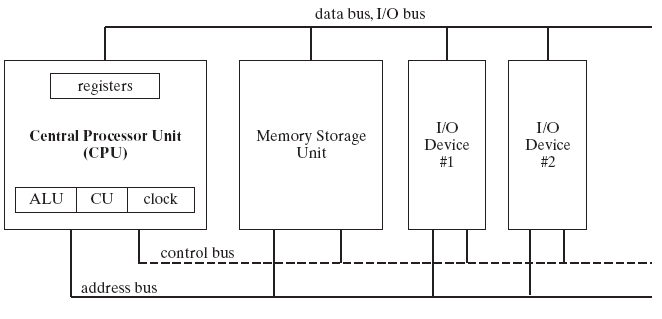 data bus, I/O bus
registers
Central Processor Unit
(CPU)
ALU CU clock
Memory Storage
Unit
I/O
Device
#1
I/O
Device
#2
control bus
address bus